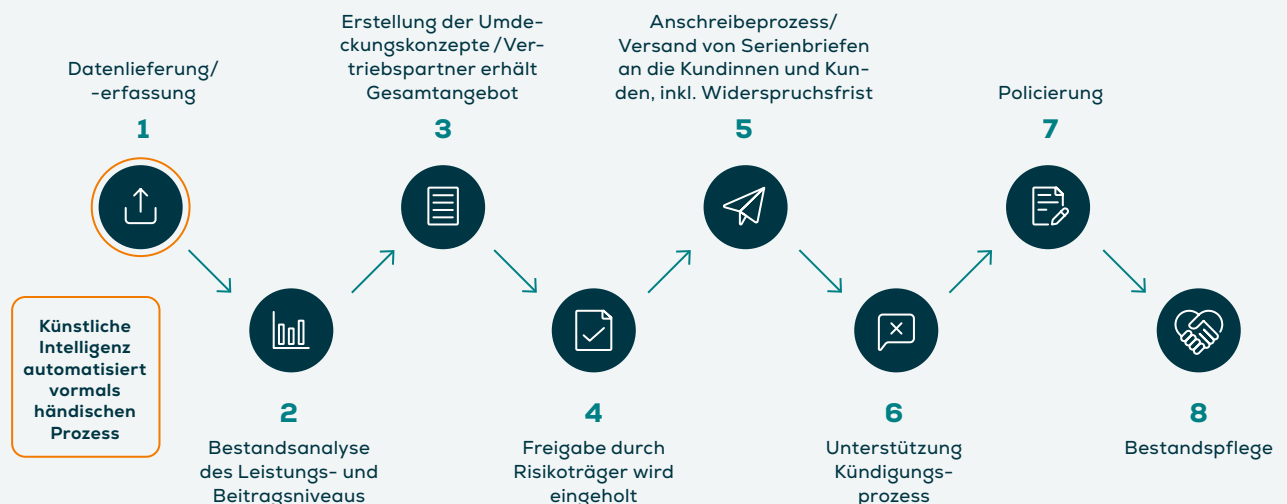 Datenlieferung/
-erfassung
1
Künstliche
Intelligenz
automatisiert
vormals
händischen
Prozess
2
Bestandsanalyse
des Leistungs- und
Beitragsniveaus
Erstellung der Umde-
ckungskonzepte/Ver-
triebspartner erhält
Gesamtangebot
3
4
Freigabe durch
Risikoträger wird
eingeholt
Anschreibeprozess/
Versand von Serienbriefen
an die Kundinnen und Kun-
den, inkl. Widerspruchsfrist
5
6
Unterstützung
Kündigungs-
prozess
Policierung
7
8
Bestandspflege